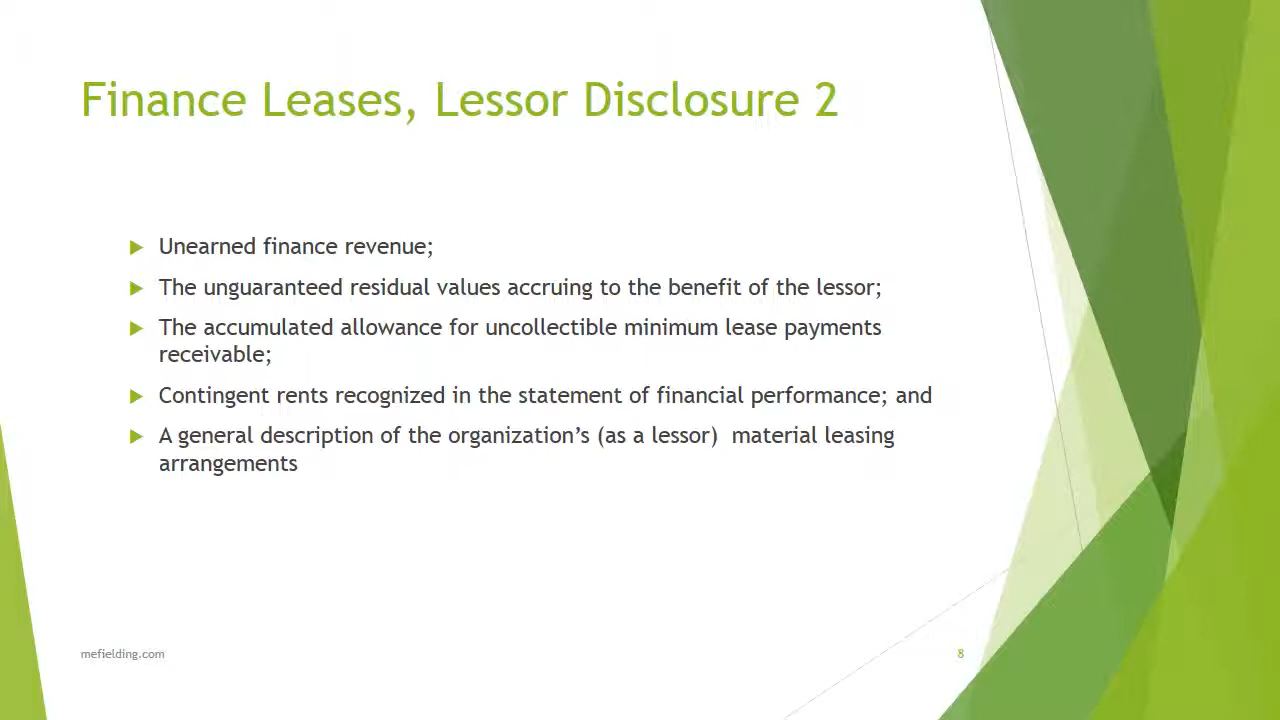 Finance Leases, Lessor Disclosure 2
Unearned finance revenue;
The unguaranteed residual values accruing to the benefit of the lessor;
The accumulated allowance for uncollectible minimum lease payments
receivable;
Contingent rents recognized in the statement of financial performance; and
A general description of the organization’s (as a lessor)  material leasing
arrangements
mefielding.com
8